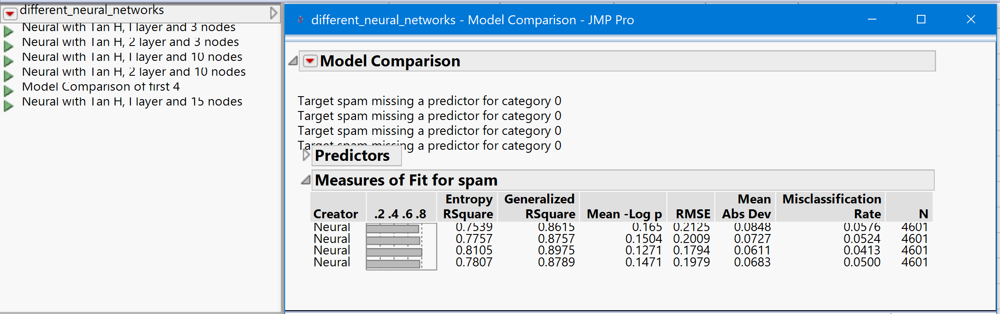 different_neural_networks
Neural with Tan H, I layer and 3 nodes
Neural with Tan H, 2 layer and 3 nodes
Neural with Tan H, I layer and 10 nodes
Neural with Tan H, 2 layer and 10 nodes
Model Comparison of first 4
Neural with Tan H, I layer and 15 nodes
different_neural_networks - Model Comparison - JMP Pro
Model Comparison
Target spam missing a predictor for category 0
Target spam missing a predictor for category 0
Target spam missing a predictor for category 0
Target spam missing a predictor for category 0
Predictors
Measures of Fit for spam
Entropy Generalized Mean Misclassification
Creator .2 .4 .6 .8 RSquare RSquare Mean -Log p RMSE Abs Dev Rate N
Neural 0.7539 0.8615 0.165 0.2125 0.0848 0.0576 4601
Neural 0.7757 0.8757 0.1504 0.2009 0.0727 0.0524 4601
Neural 0.8105 0.8975 0.1271 0.1794 0.0611 0.0413 4601
Neural 0.7807 0.8789 0.1471 0.1979 0.0683 0.0500 4601